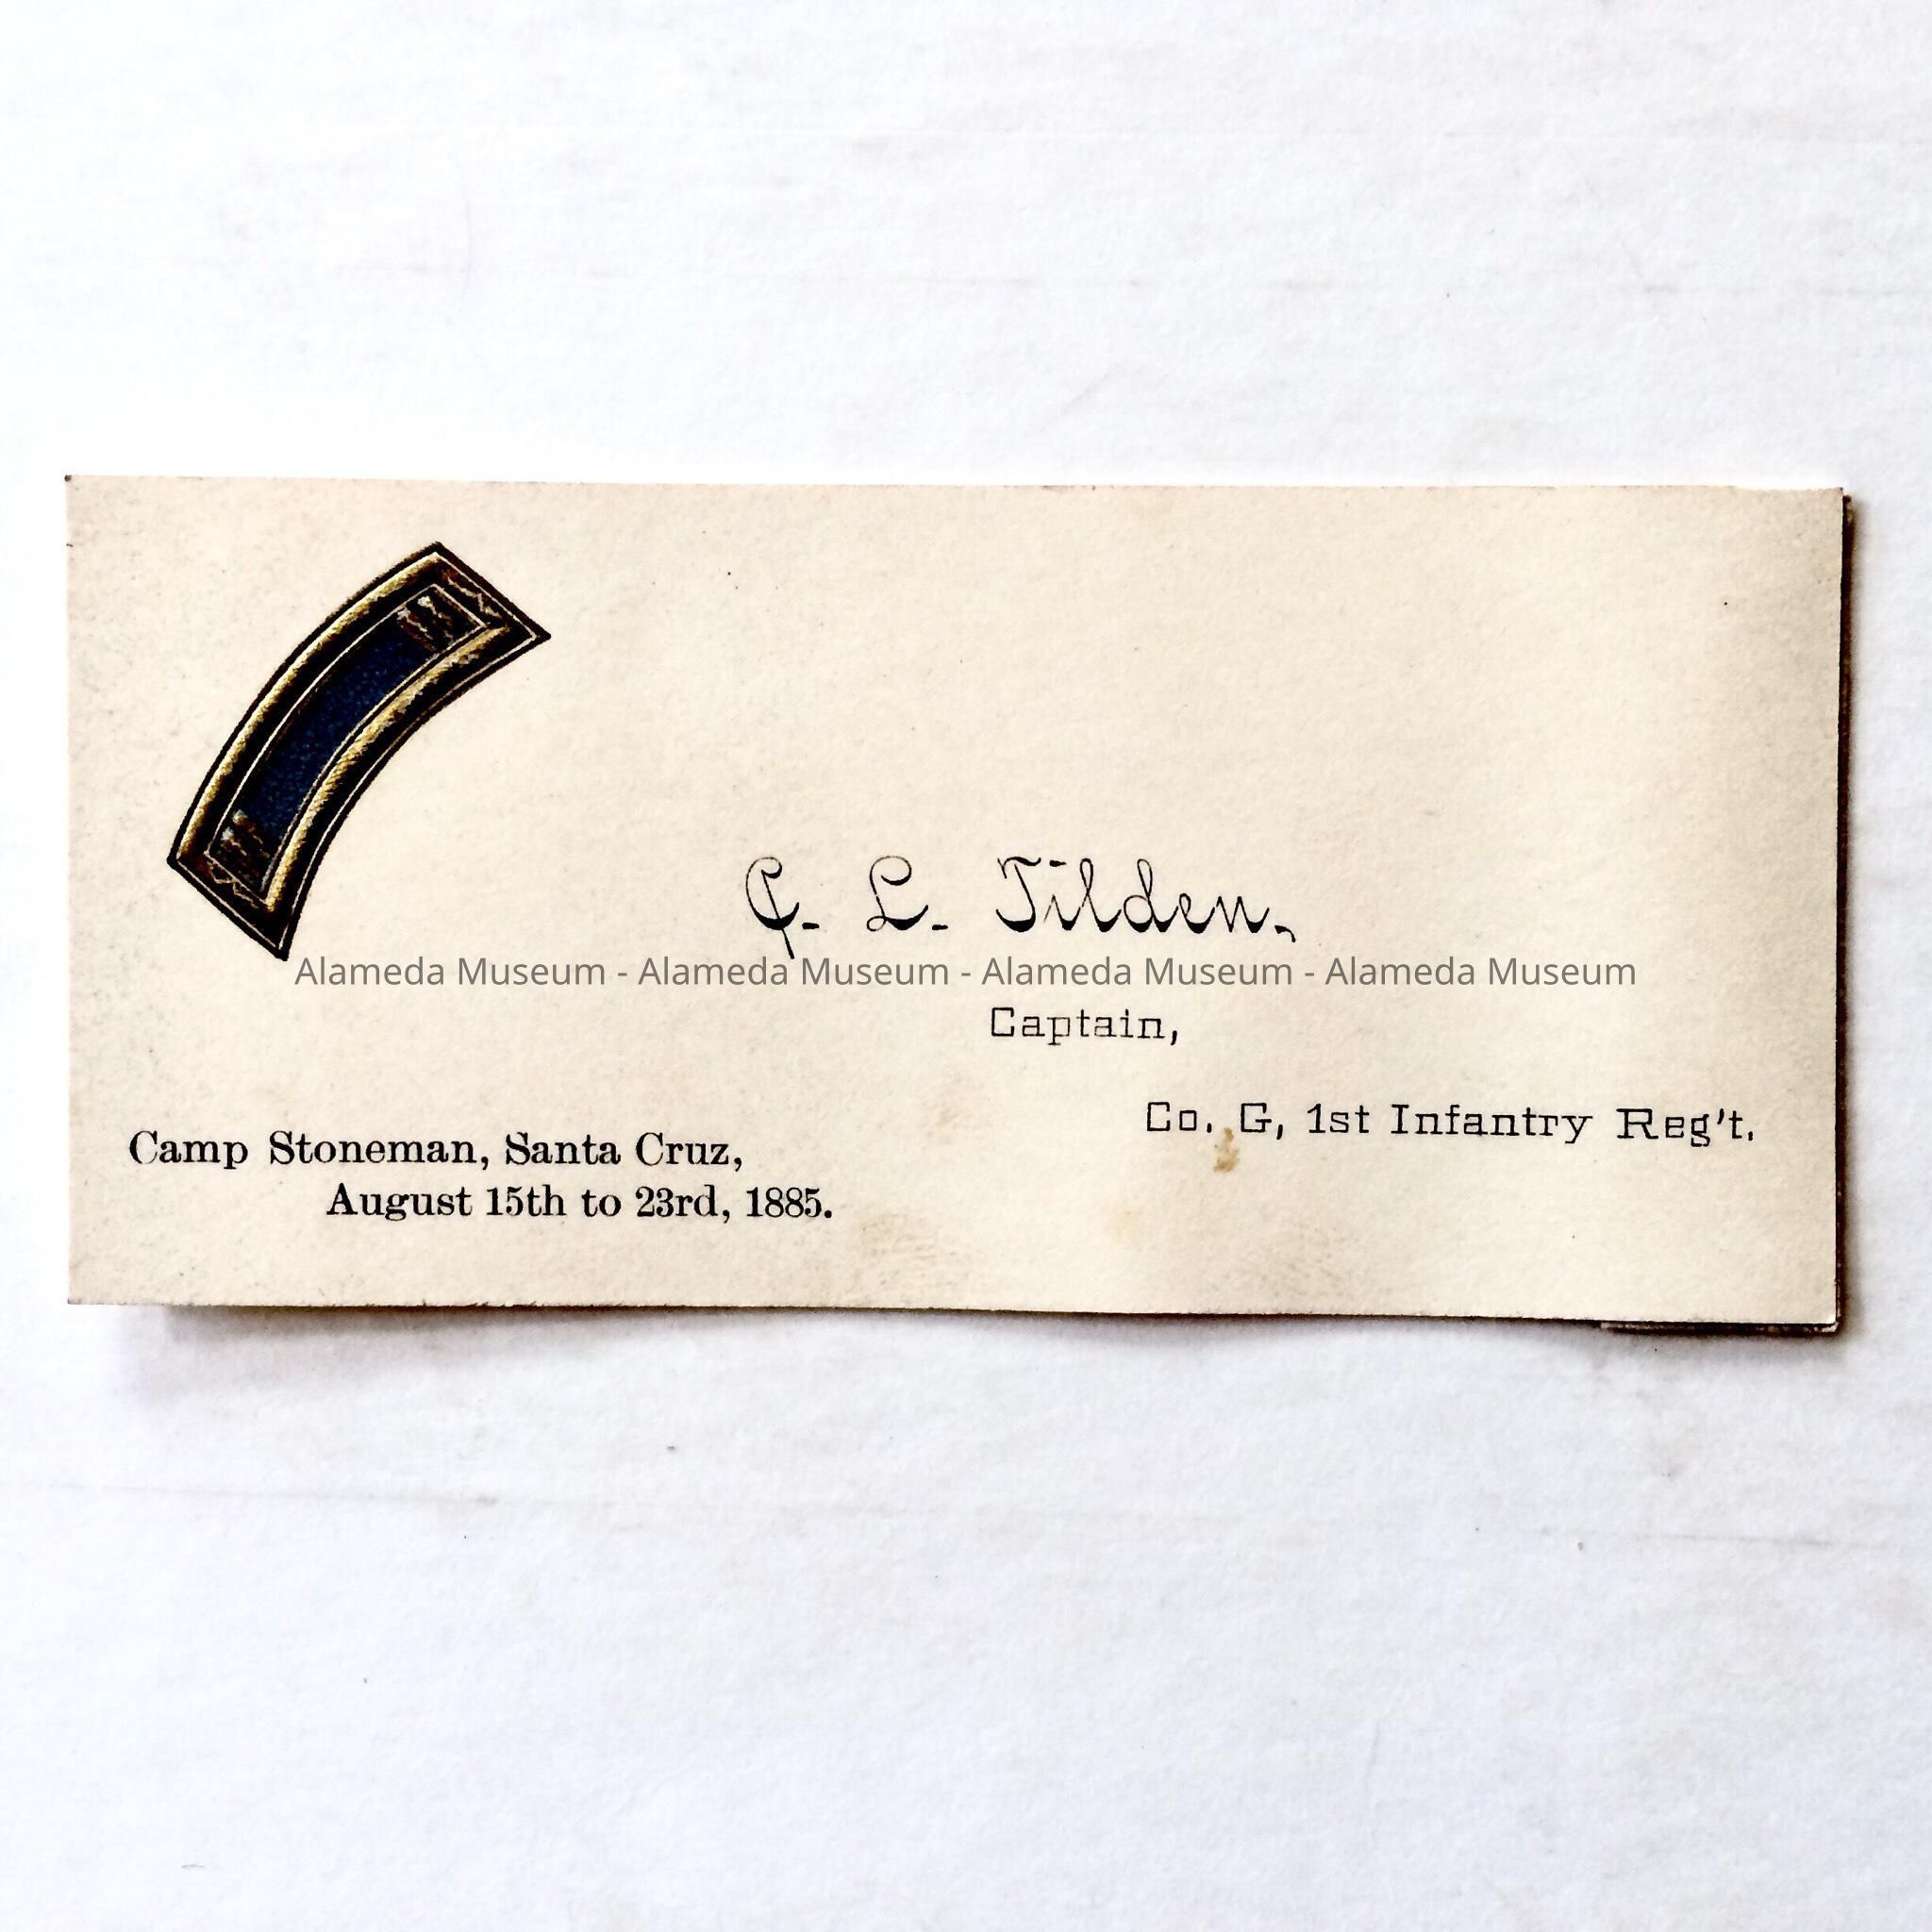 C. L. Tilden,
Alameda Museum - Alameda Museum - Alameda Museum - Alameda Museum
Captain,
Co. G, 1st Infantry Reg't.
Camp Stoneman, Santa Cruz,
August 15th to 23rd, 1885.